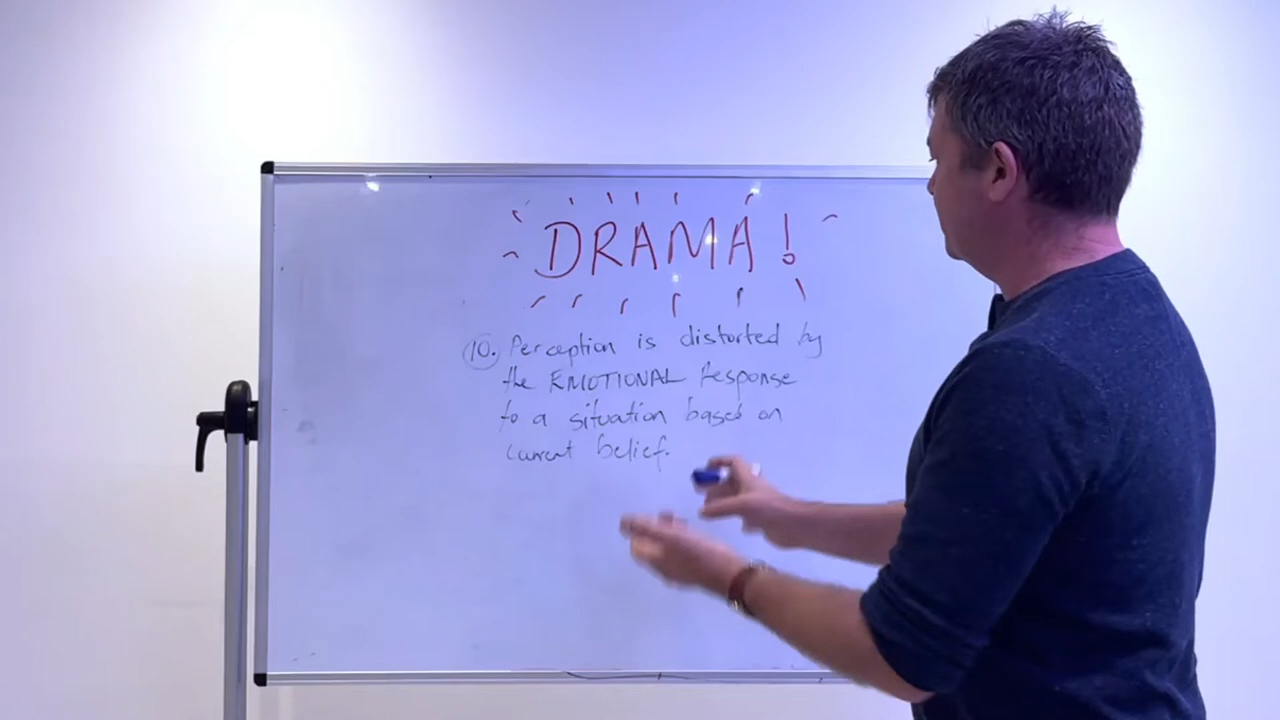 DRAMA!
10. Perception is distorted by
the EMOTIONAL Response
to a situation based on
current belief.